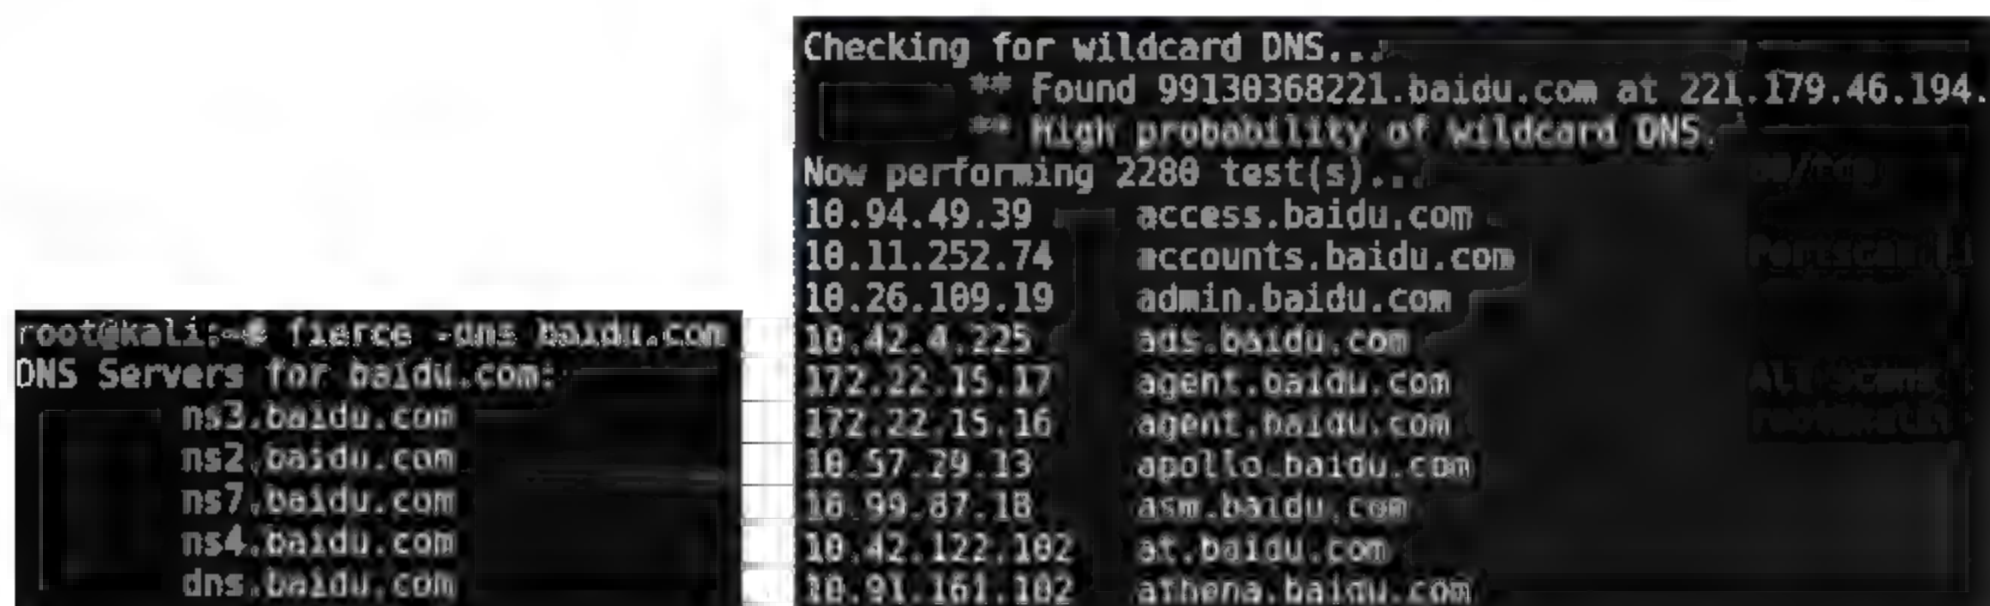 root@kali:~# fierce -dns baidu.com
DNS Servers for baidu.com:
ns3.baidu.com
ns2.baidu.com
ns7.baidu.com
ns4.baidu.com
dns.baidu.com
Checking for wildcard DNS...
** Found 99130368221.baidu.com at 221.179.46.194.
** High probability of wildcard DNS.
Now performing 2280 test(s)...
10.94.49.39 access.baidu.com
10.11.252.74 accounts.baidu.com
10.26.109.19 admin.baidu.com
10.42.4.225 ads.baidu.com
172.22.15.17 agent.baidu.com
172.22.15.16 agent.baidu.com
10.57.29.13 apollo.baidu.com
10.99.87.18 asm.baidu.com
10.42.122.102 at.baidu.com
10.91.161.102 athena.baidu.com